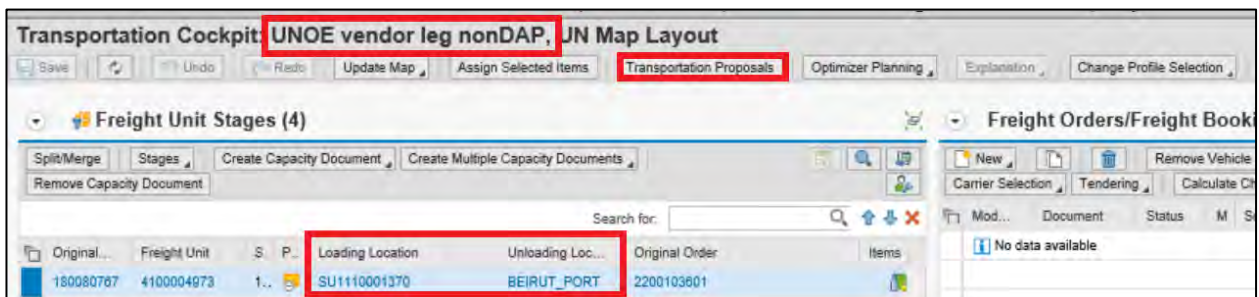 Transportation Cockpit: UNOE vendor leg nonDAP, UN Map Layout
Save Undo Redo Update Map Assign Selected Items Transportation Proposals Optimizer Planning Explanation Change Profile Selection
Freight Unit Stages (4) Freight Orders/Freight Booki
Split/Merge Stages Create Capacity Document Create Multiple Capacity Documents New Remove Vehicle
Remove Capacity Document Carrier Selection Tendering Calculate Ch
Search for: Mod... Document Status M S
Original... Freight Unit S. P.. Loading Location Unloading Loc... Original Order Items No data available
180080767 4100004973 1.. SU1110001370 BEIRUT_PORT 2200103601